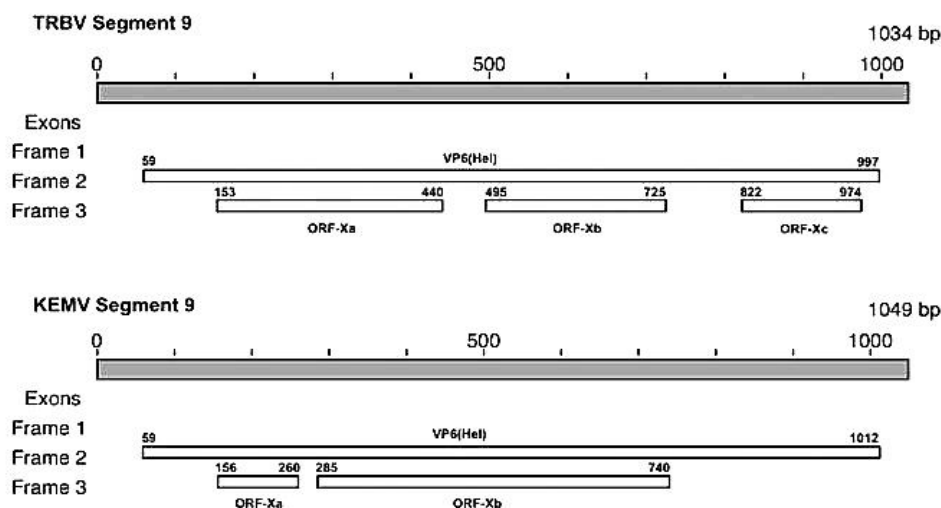 TRBV Segment 9
1034 bp
0 500 1000
Exons
Frame 1
59 VP6(Hel) 997
Frame 2
153 440 495 725 822 974
Frame 3
ORF-Xa ORF-Xb ORF-Xc
KEMV Segment 9
1049 bp
0 500 1000
Exons
Frame 1
59 VP6(Hel) 1012
Frame 2
156 260 285 740
Frame 3
ORF-Xa ORF-Xb